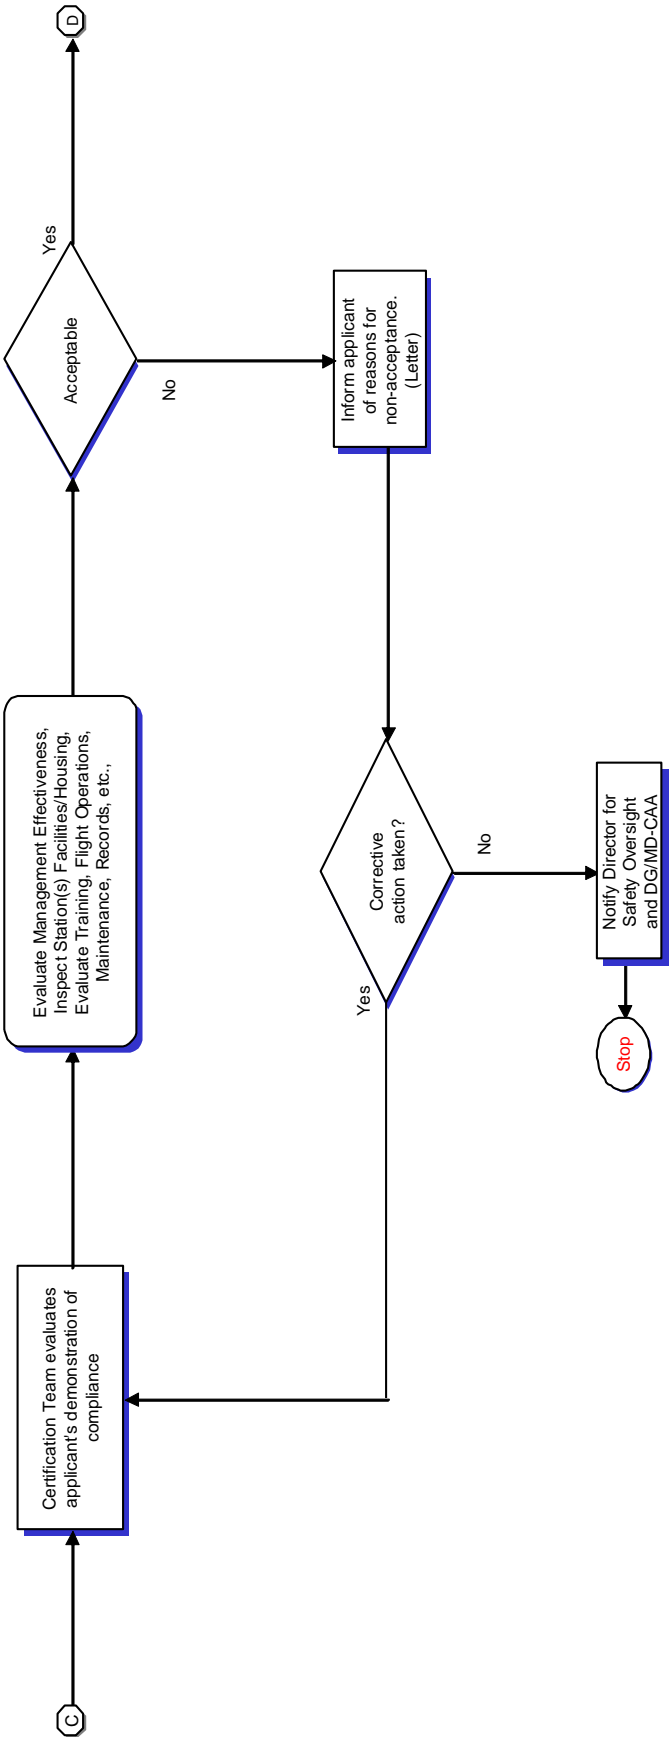 C
Certification Team evaluates
applicant's demonstration of
compliance
Evaluate Management Effectiveness,
Inspect Station(s) Facilities/Housing,
Evaluate Training, Flight Operations,
Maintenance, Records, etc.,
Acceptable
Yes
D
No
Inform applicant
of reasons for
non-acceptance.
(Letter)
Corrective
action taken?
Yes
No
Notify Director for
Safety Oversight
and DG/MD-CAA
Stop